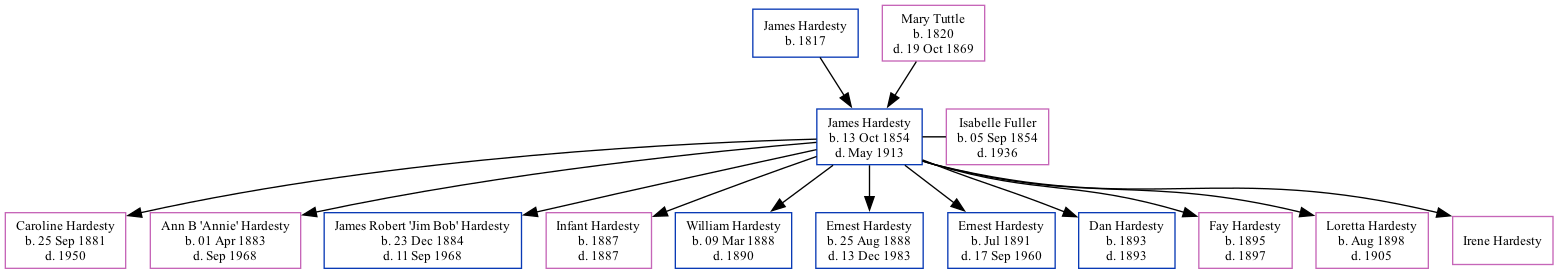 James Hardesty
b. 1817
Mary Tuttle
b. 1820
d. 19 Oct 1869
James Hardesty
b. 13 Oct 1854
d. May 1913
Isabelle Fuller
b. 05 Sep 1854
d. 1936
Caroline Hardesty
b. 25 Sep 1881
d. 1950
Ann B 'Annie' Hardesty
b. 01 Apr 1883
d. Sep 1968
James Robert 'Jim Bob' Hardesty
b. 23 Dec 1884
d. 11 Sep 1968
Infant Hardesty
b. 1887
d. 1887
William Hardesty
b. 09 Mar 1888
d. 1890
Ernest Hardesty
b. 25 Aug 1888
d. 13 Dec 1983
Ernest Hardesty
b. Jul 1891
d. 17 Sep 1960
Dan Hardesty
b. 1893
d. 1893
Fay Hardesty
b. 1895
d. 1897
Loretta Hardesty
b. Aug 1898
d. 1905
Irene Hardesty